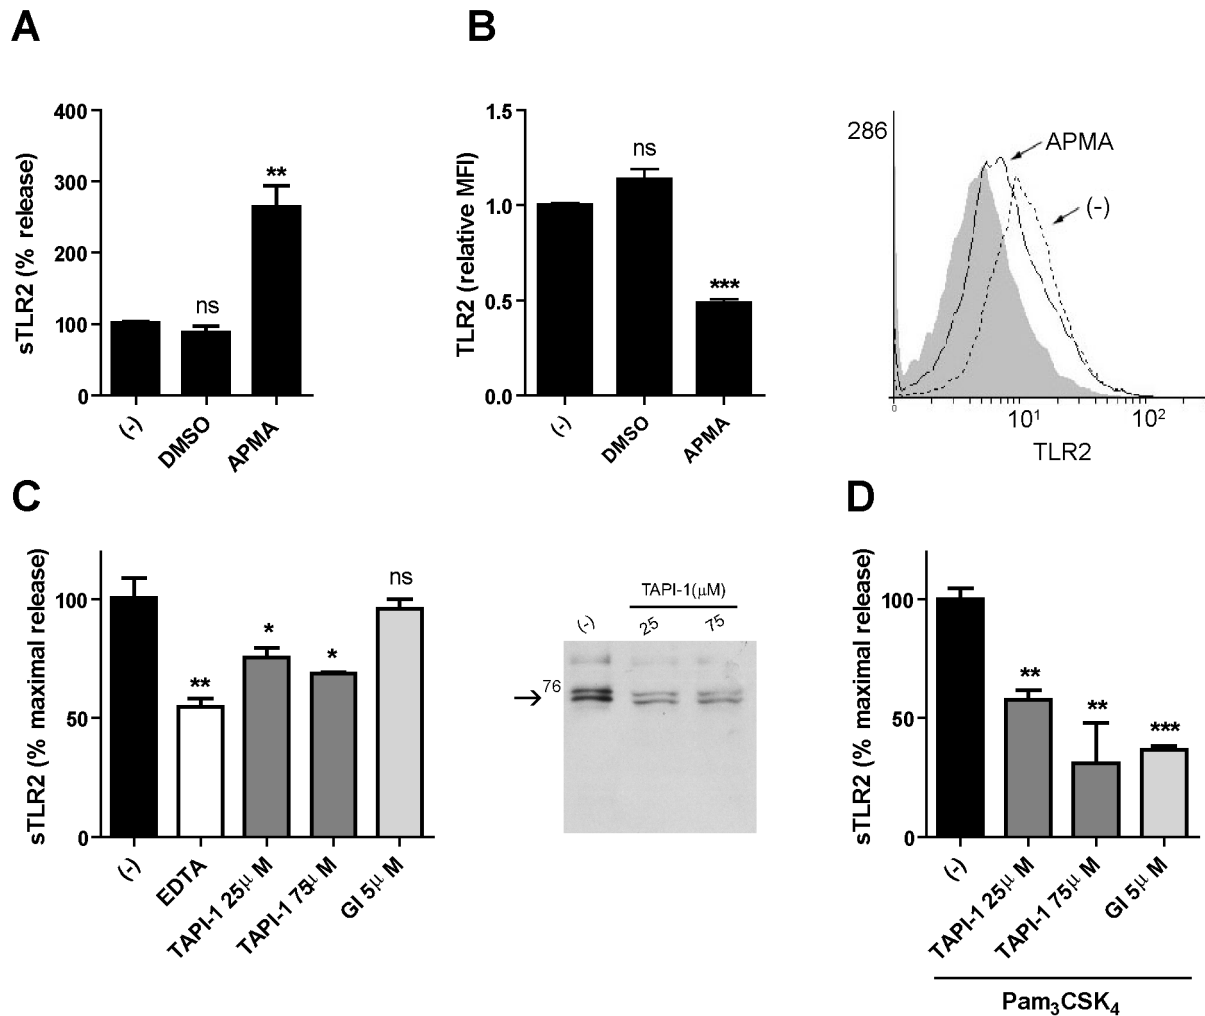 A
sTLR2 (% release)
400
300
200
100
0
**
ns
(-)
DMSO
APMA
B
TLR2 (relative MFI)
1.5
1.0
0.5
0.0
ns
***
(-)
DMSO
APMA
286
APMA
(-)
0
10¹
10²
TLR2
C
sTLR2 (% maximal release)
100
50
0
**
*
*
ns
(-)
EDTA
TAPI-1 25μ M
TAPI-1 75μ M
GI 5μ M
TAPI-1(μM)
(-)
25
75
→76
D
sTLR2 (% maximal release)
100
50
0
**
**
***
(-)
TAPI-1 25μ M
TAPI-1 75μ M
GI 5μ M
Pam₃CSK₄